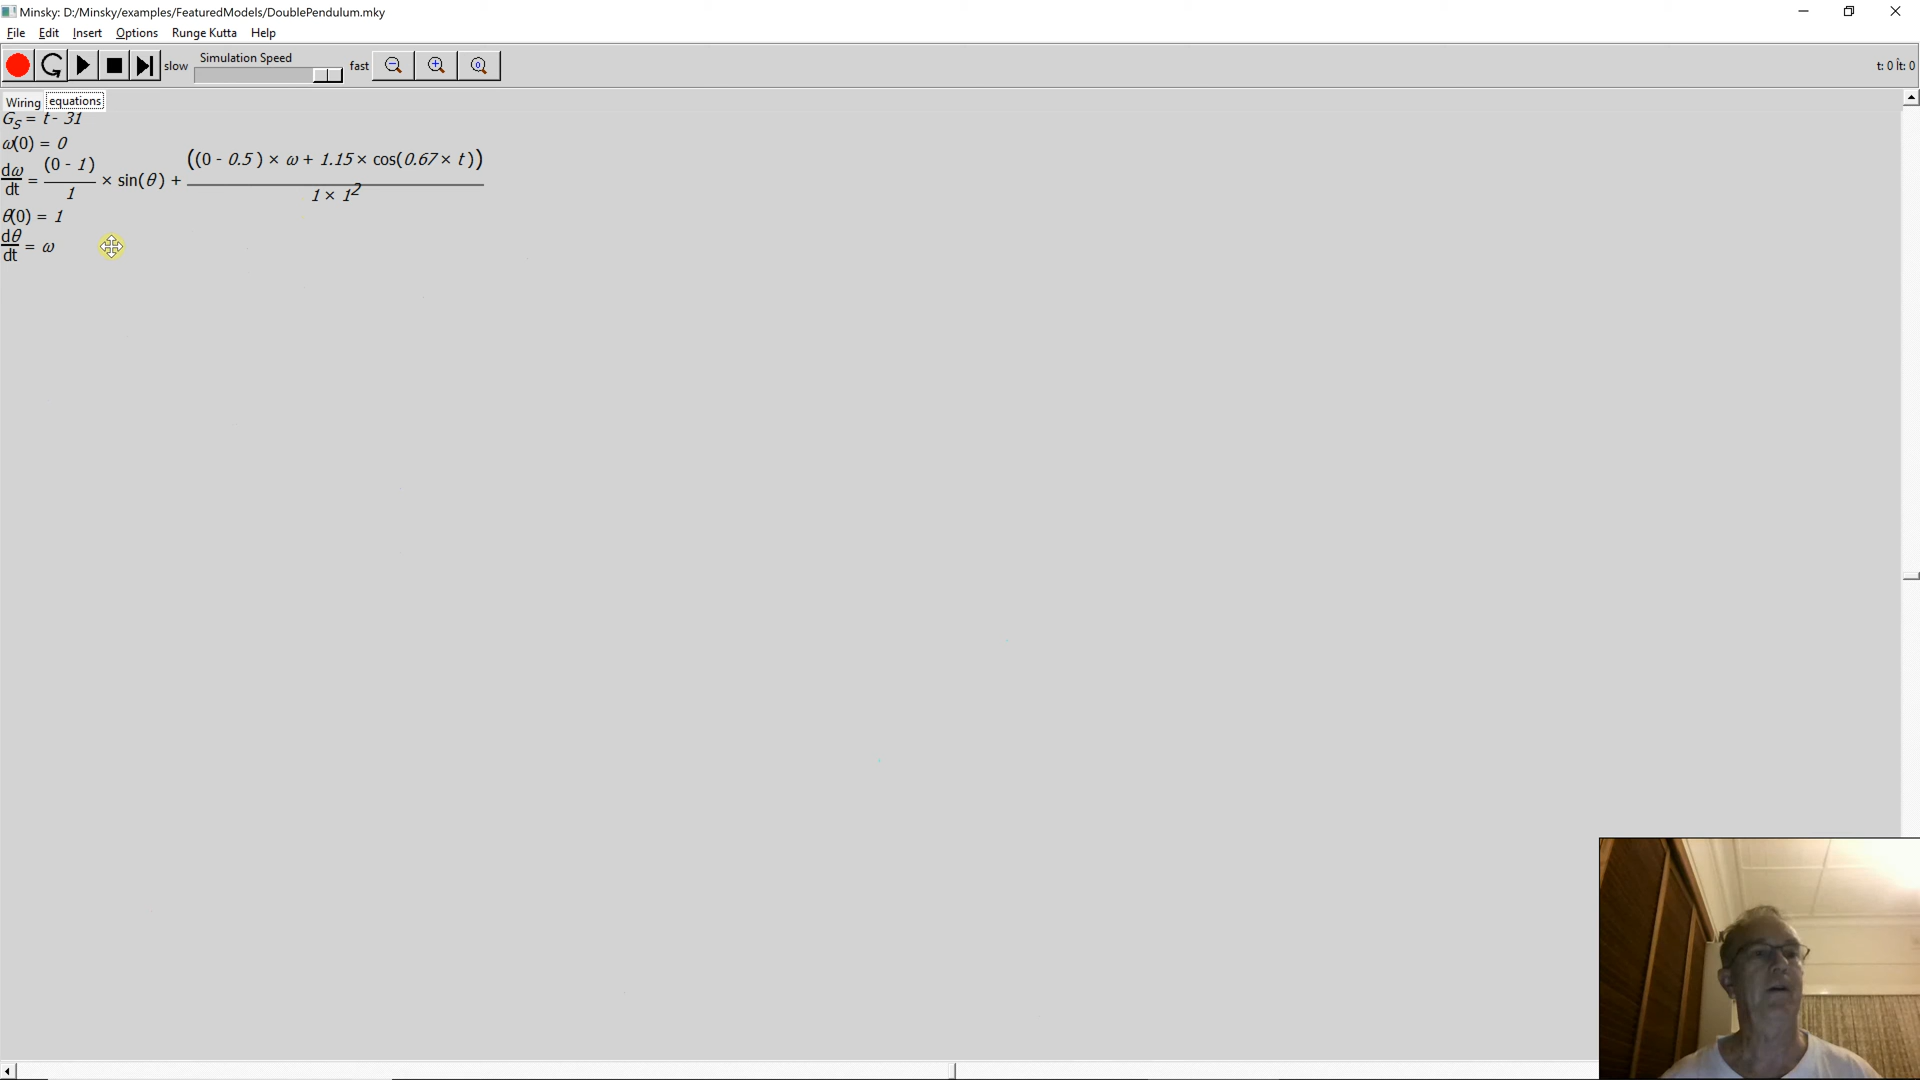 Minsky: D:/Minsky/examples/FeaturedModels/DoublePendulum.mky
File Edit Insert Options Runge Kutta Help
slow Simulation Speed fast t: 0 Δt: 0
Wiring equations
G_S = t - 31
ω(0) = 0
dω/dt = (0 - 1)/1 × sin(θ) + ((0 - 0.5 ) × ω + 1.15 × cos(0.67 × t ))/1 × 1²
θ(0) = 1
dθ/dt = ω